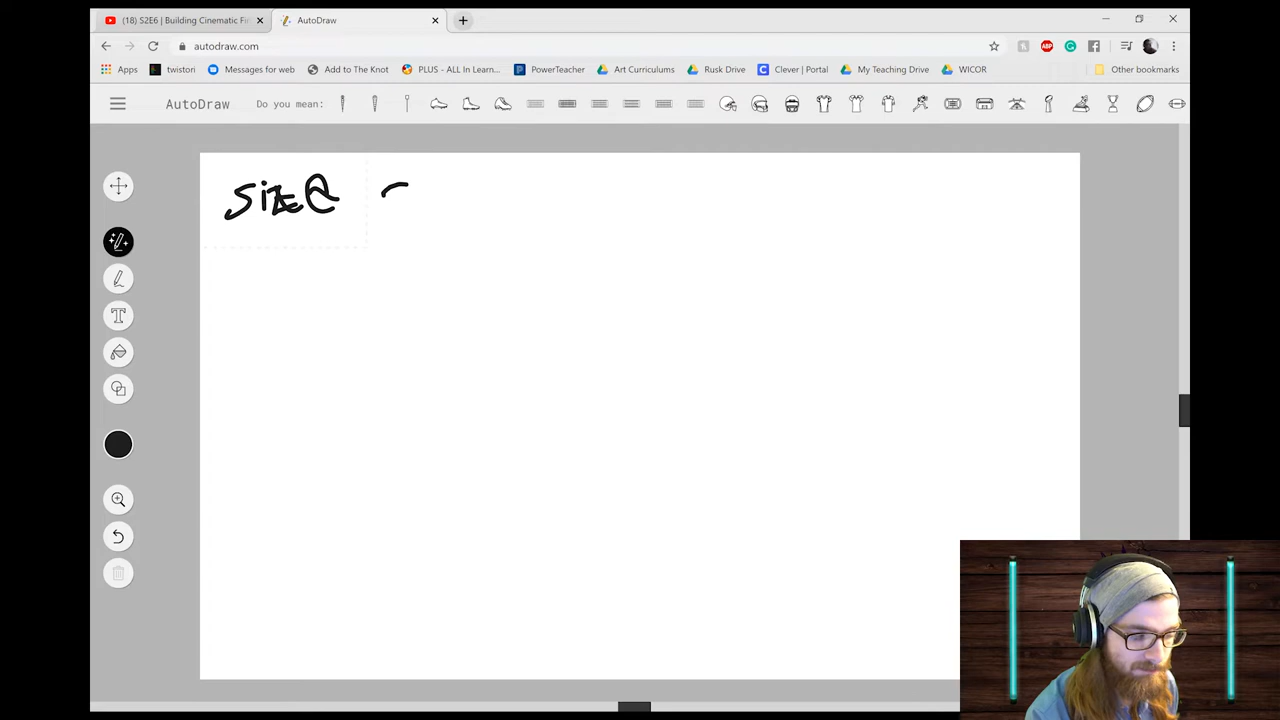 (18) S2E6 | Building Cinematic Fi
AutoDraw
autodraw.com
Apps
twistori
Messages for web
Add to The Knot
PLUS - ALL In Learn...
PowerTeacher
Art Curriculums
Rusk Drive
Clever | Portal
My Teaching Drive
WICOR
Other bookmarks
AutoDraw
Do you mean:
size